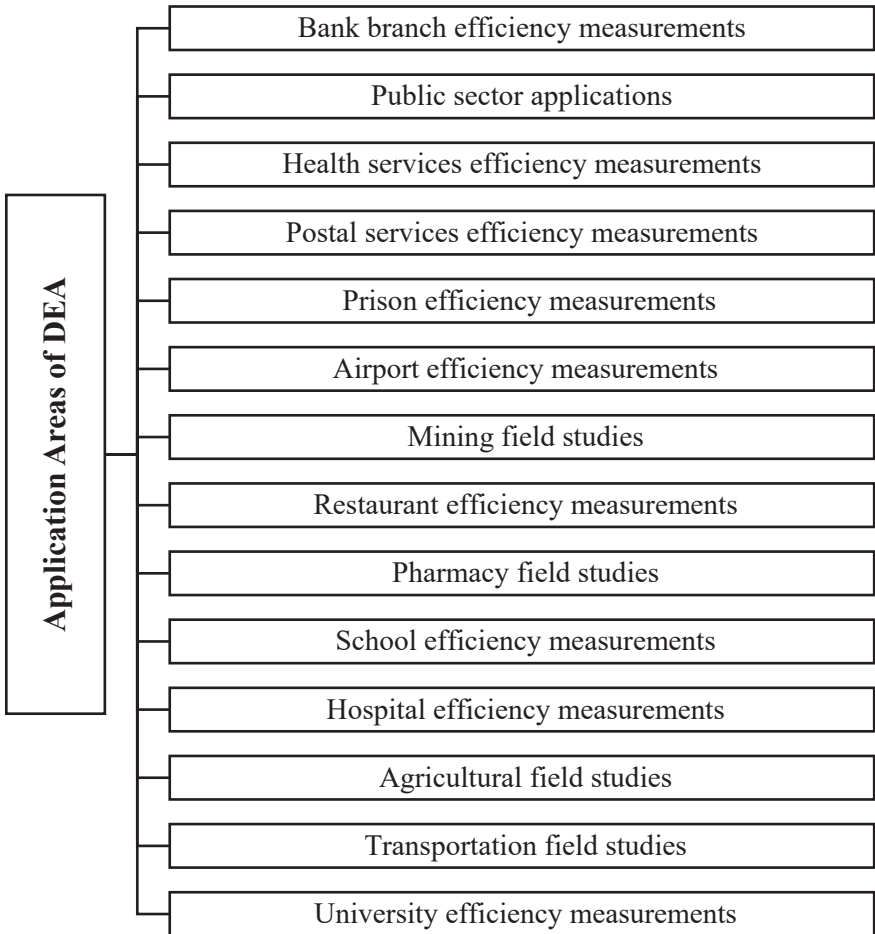 Application Areas of DEA
Bank branch efficiency measurements
Public sector applications
Health services efficiency measurements
Postal services efficiency measurements
Prison efficiency measurements
Airport efficiency measurements
Mining field studies
Restaurant efficiency measurements
Pharmacy field studies
School efficiency measurements
Hospital efficiency measurements
Agricultural field studies
Transportation field studies
University efficiency measurements